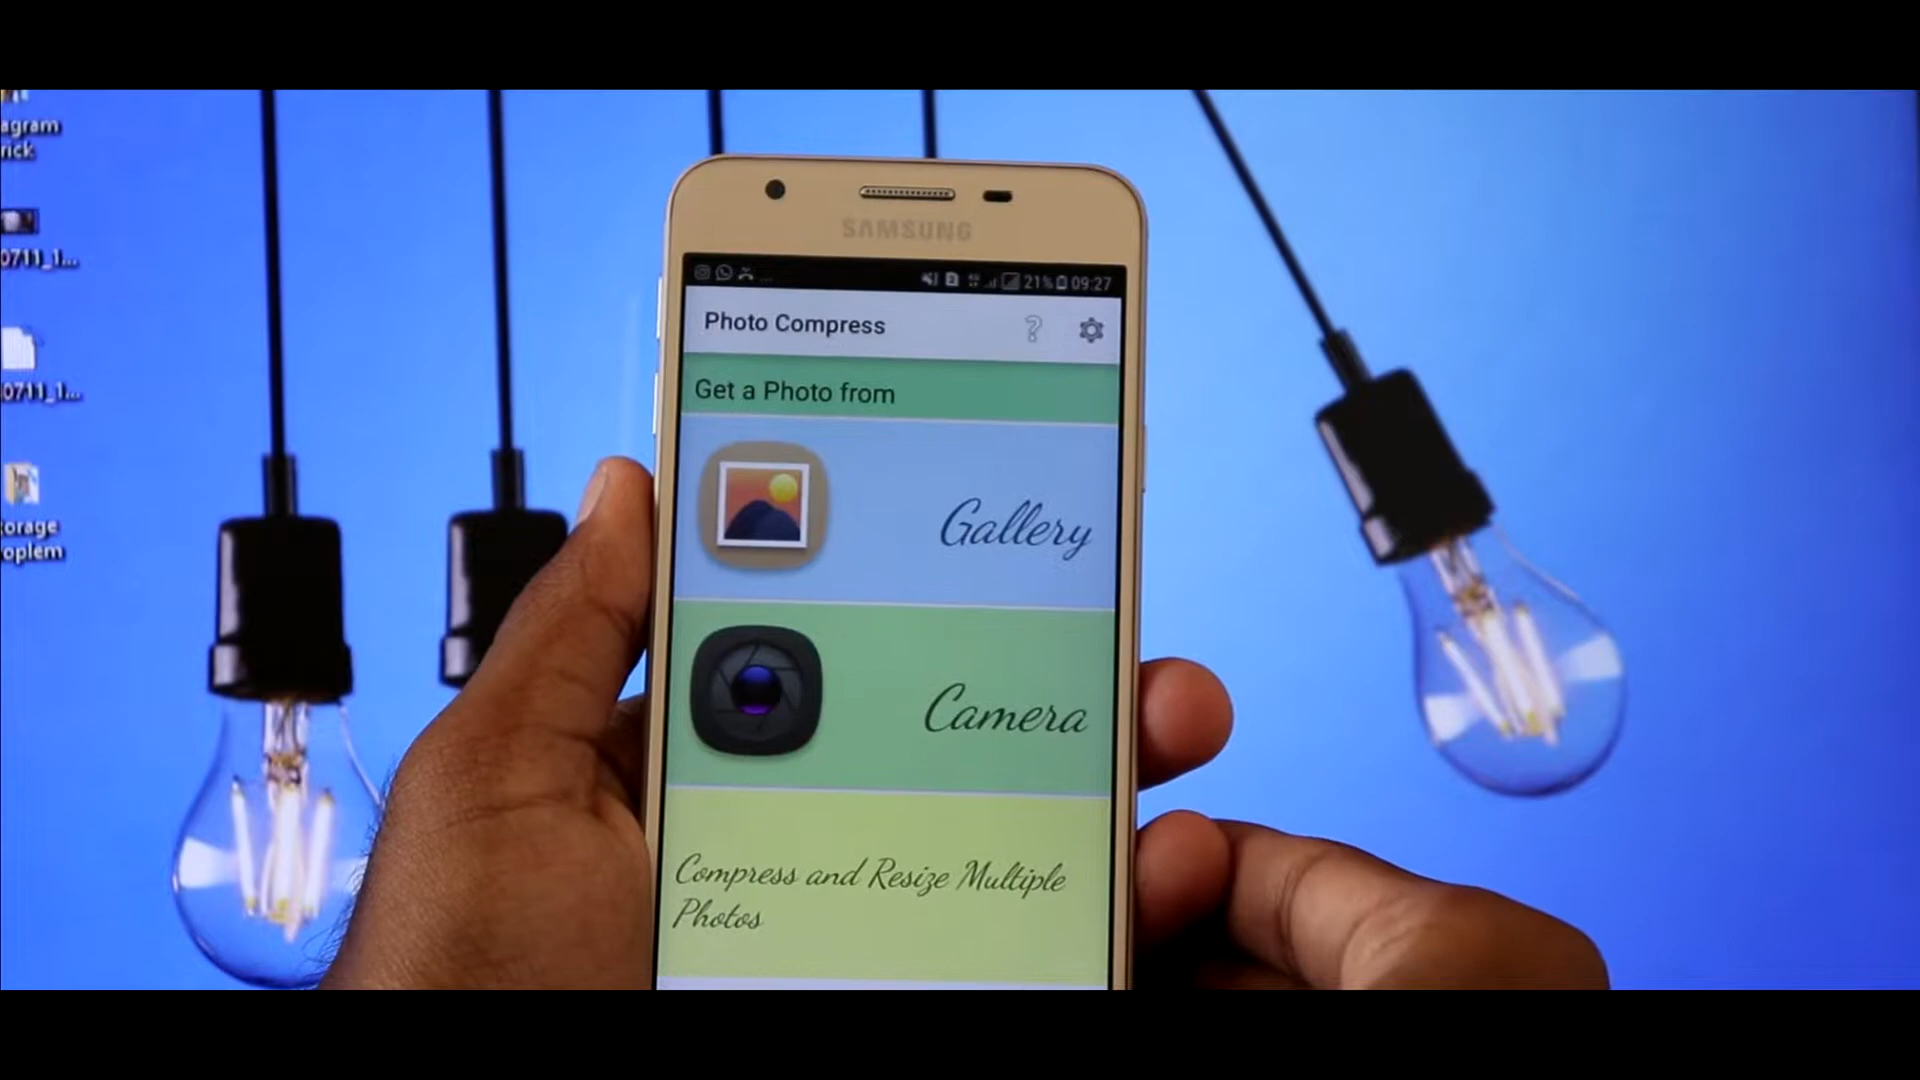 agram
rick
0711_1...
0711_1...
torage
oplem
SAMSUNG
21% 09:27
Photo Compress
?
Get a Photo from
Gallery
Camera
Compress and Resize Multiple
Photos